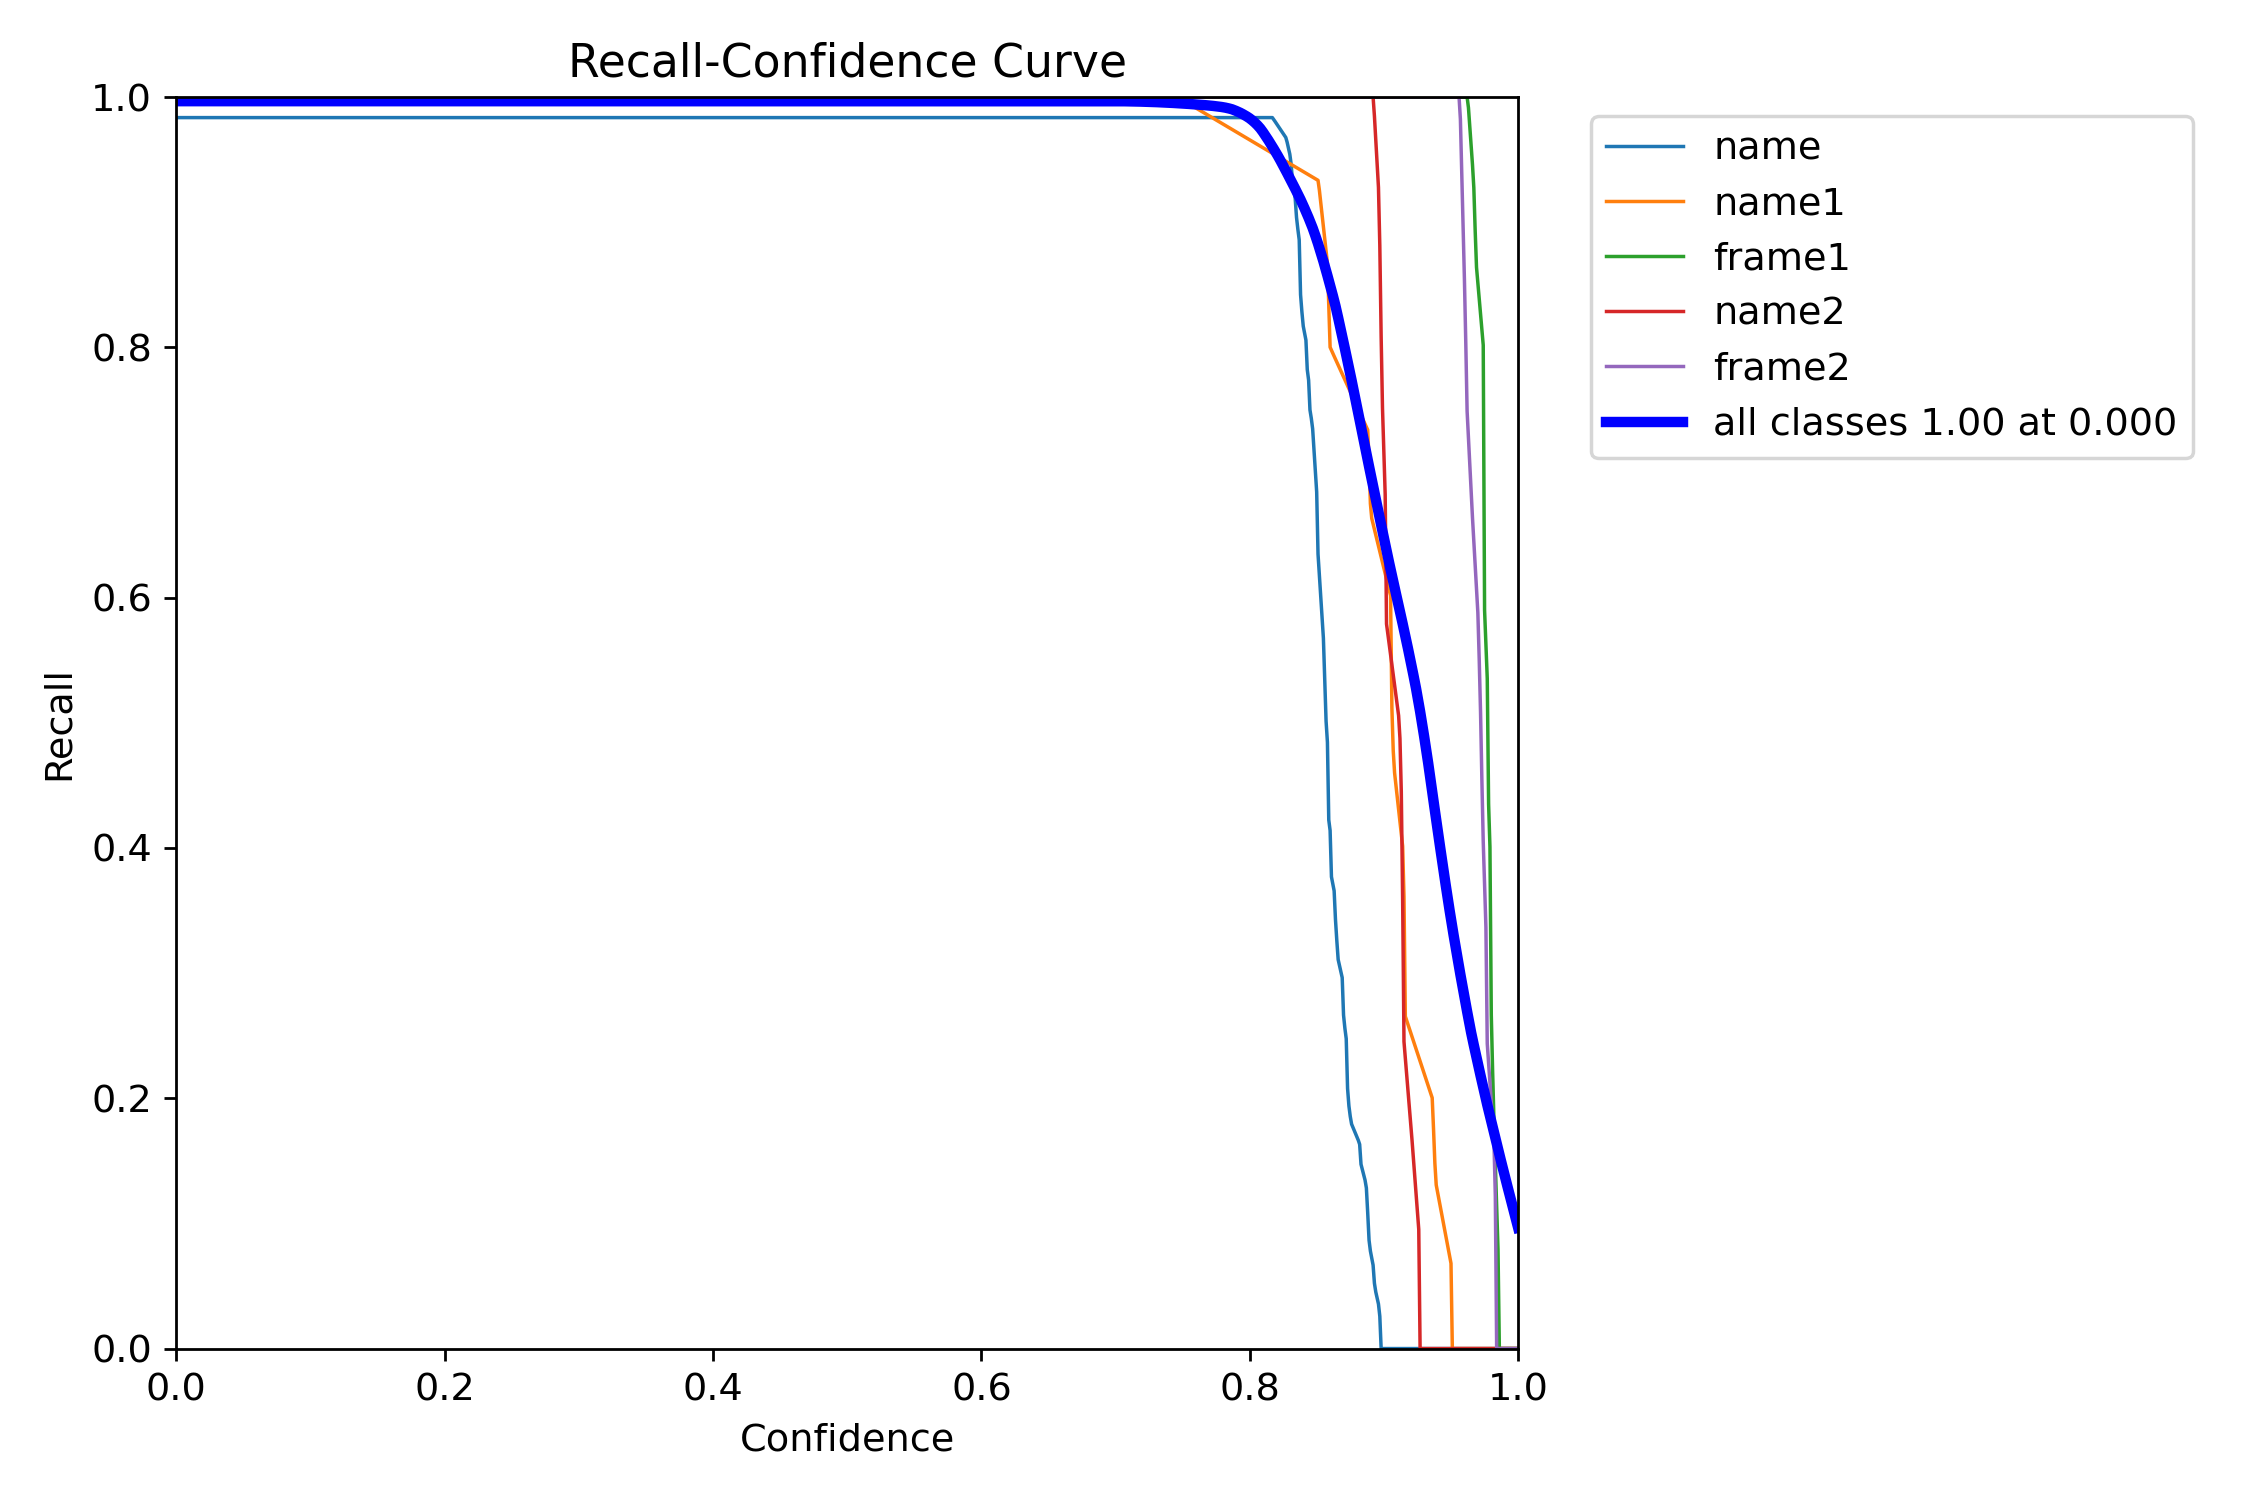 Recall-Confidence Curve
1.0
0.8
0.6
0.4
0.2
0.0
Recall
0.0 0.2 0.4 0.6 0.8 1.0
Confidence
name
name1
frame1
name2
frame2
all classes 1.00 at 0.000